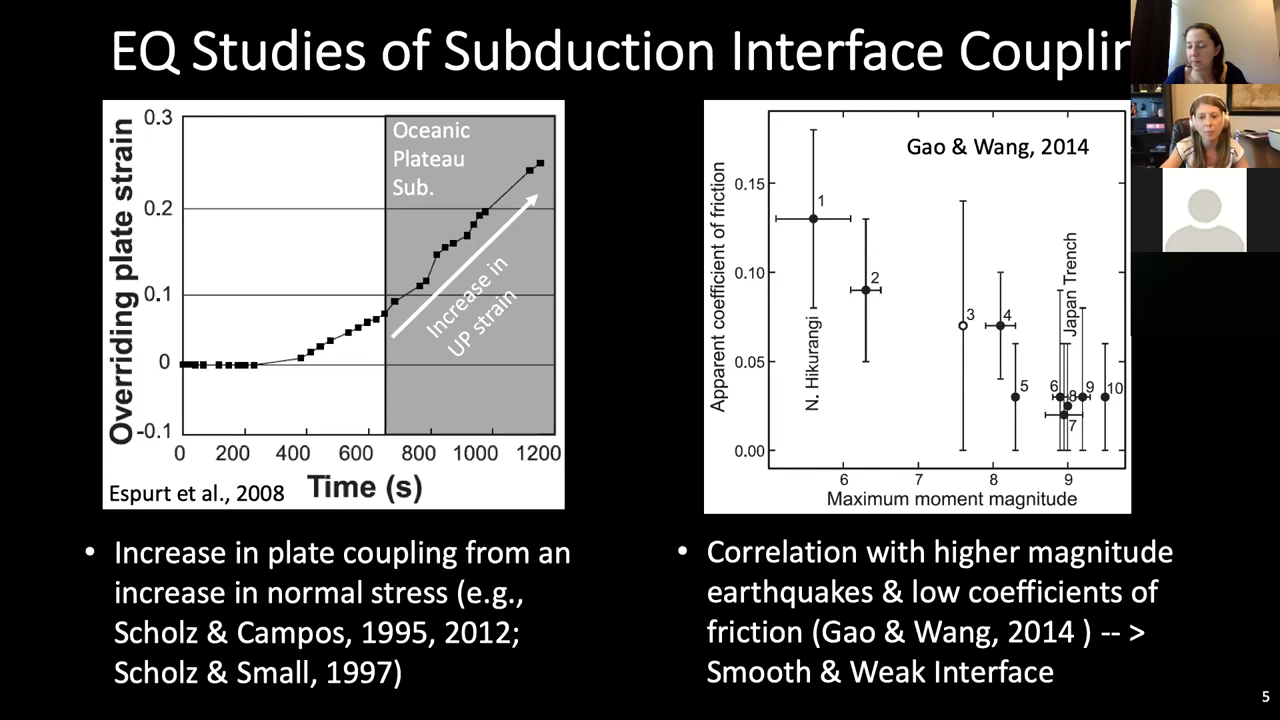 EQ Studies of Subduction Interface Couplin
Overriding plate strain
0.3
0.2
0.1
0
-0.1
Oceanic
Plateau
Sub.
Increase in
UP strain
0 200 400 600 800 1000 1200
Time (s)
Espurt et al., 2008
Gao & Wang, 2014
Apparent coefficient of friction
0.15
0.10
0.05
0.00
1
2
3
4
5
6
7
8
9
10
N. Hikurangi
Japan Trench
6 7 8 9
Maximum moment magnitude
• Increase in plate coupling from an
increase in normal stress (e.g.,
Scholz & Campos, 1995, 2012;
Scholz & Small, 1997)
• Correlation with higher magnitude
earthquakes & low coefficients of
friction (Gao & Wang, 2014 ) -- >
Smooth & Weak Interface
5